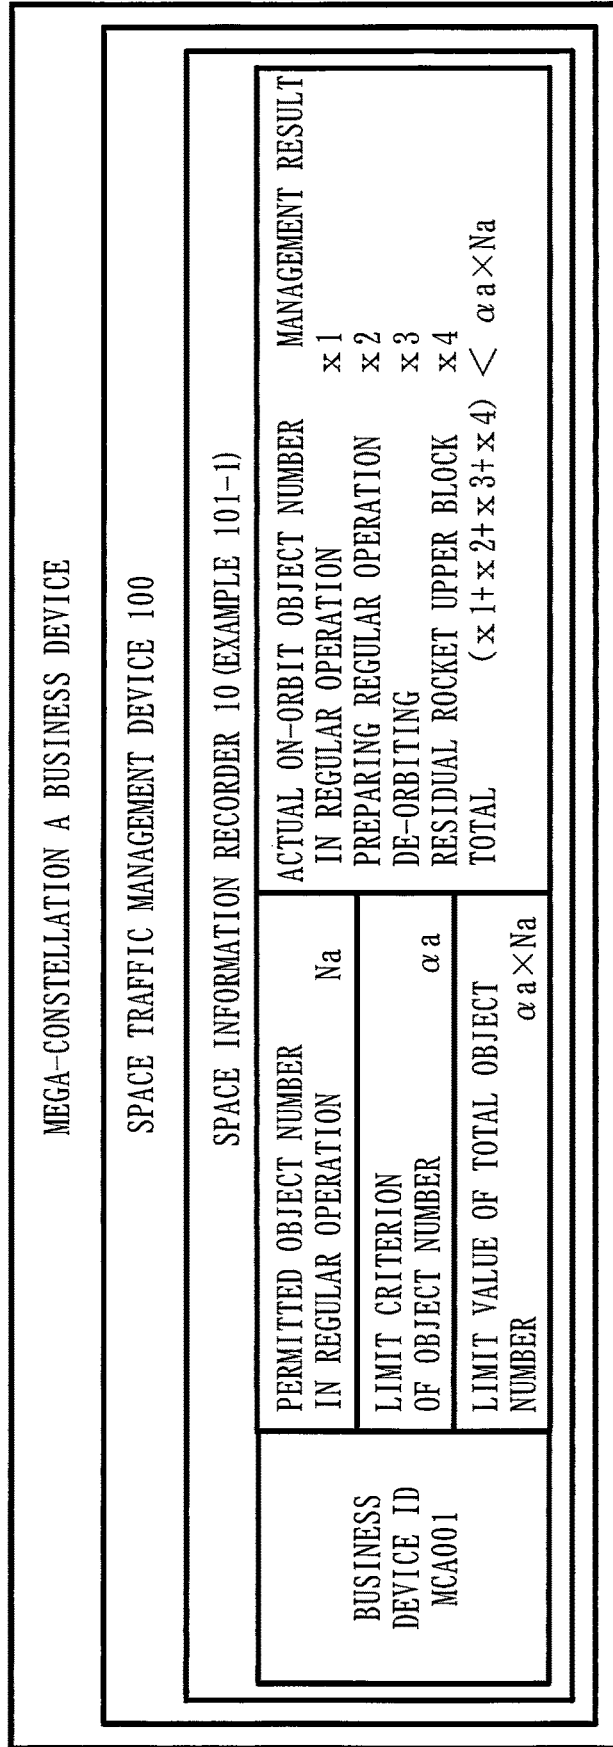 MEGA-CONSTELLATION A BUSINESS DEVICE
SPACE TRAFFIC MANAGEMENT DEVICE 100
SPACE INFORMATION RECORDER 10 (EXAMPLE 101-1)
BUSINESS
DEVICE ID
MCA001
PERMITTED OBJECT NUMBER
IN REGULAR OPERATION Na
LIMIT CRITERION
OF OBJECT NUMBER αa
LIMIT VALUE OF TOTAL OBJECT
NUMBER αa×Na
ACTUAL ON-ORBIT OBJECT NUMBER MANAGEMENT RESULT
IN REGULAR OPERATION x1
PREPARING REGULAR OPERATION x2
DE-ORBITING x3
RESIDUAL ROCKET UPPER BLOCK x4
TOTAL (x1+x2+x3+x4) < αa×Na